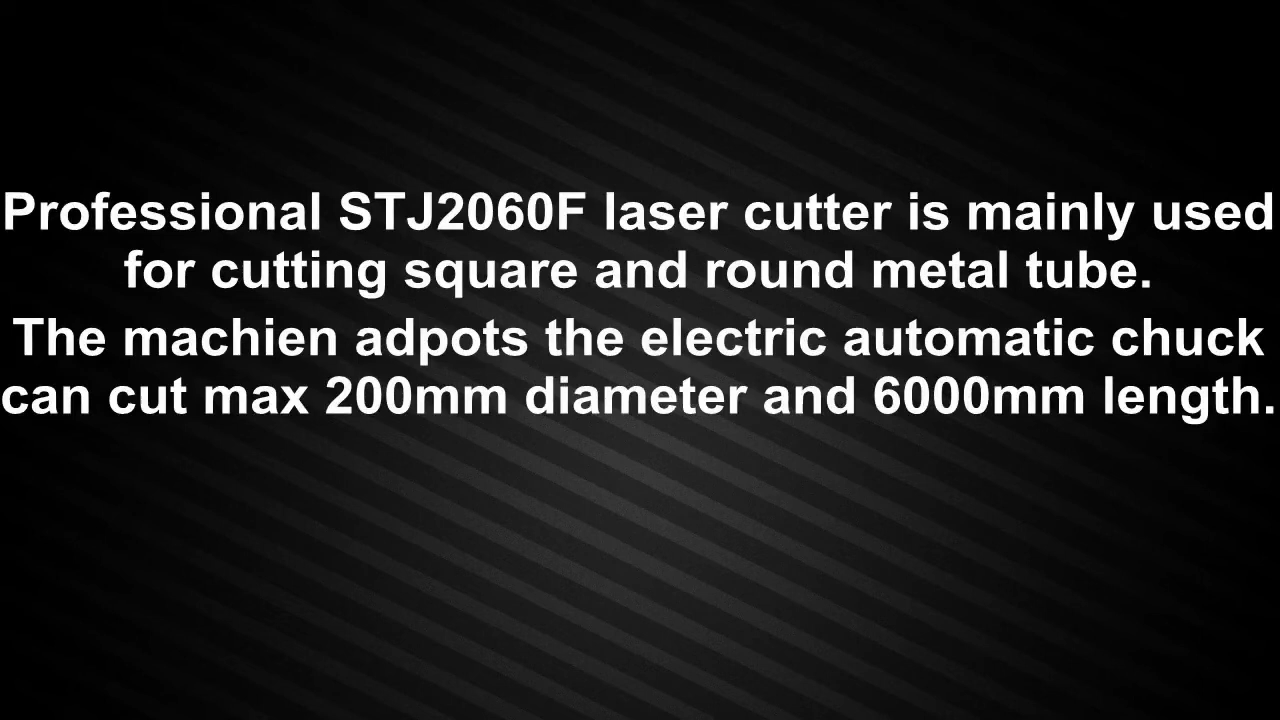 Professional STJ2060F laser cutter is mainly used
for cutting square and round metal tube.
The machien adpots the electric automatic chuck
can cut max 200mm diameter and 6000mm length.